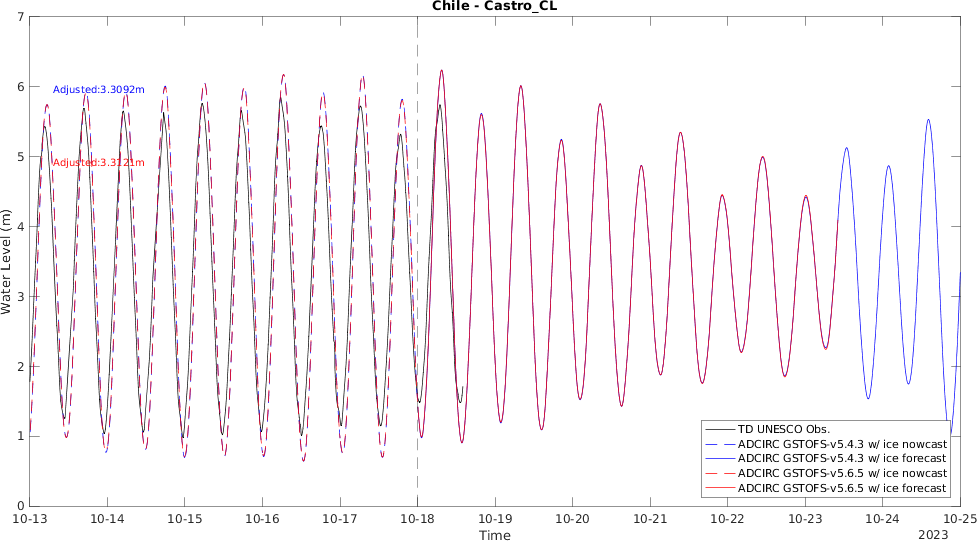 Chile - Castro_CL
Water Level (m)
7
6
5
4
3
2
1
0
Adjusted:3.3092m
Adjusted:3.3121m
TD UNESCO Obs.
ADCIRC GSTOFS-v5.4.3 w/ ice nowcast
ADCIRC GSTOFS-v5.4.3 w/ ice forecast
ADCIRC GSTOFS-v5.6.5 w/ ice nowcast
ADCIRC GSTOFS-v5.6.5 w/ ice forecast
10-13 10-14 10-15 10-16 10-17 10-18 10-19 10-20 10-21 10-22 10-23 10-24 10-25
Time
2023